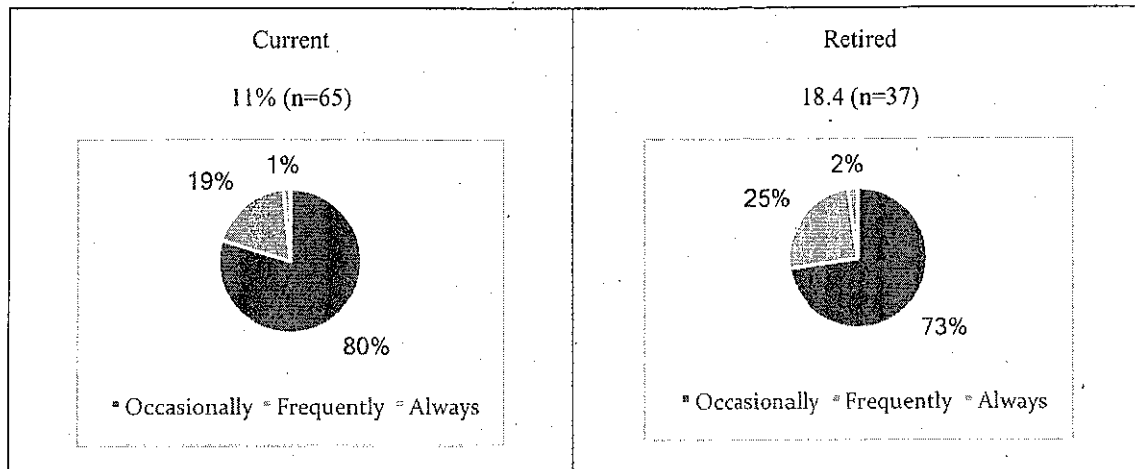 Current
11% (n=65)
1%
19%
80%
Occasionally Frequently Always
Retired
18.4 (n=37)
2%
25%
73%
Occasionally Frequently Always